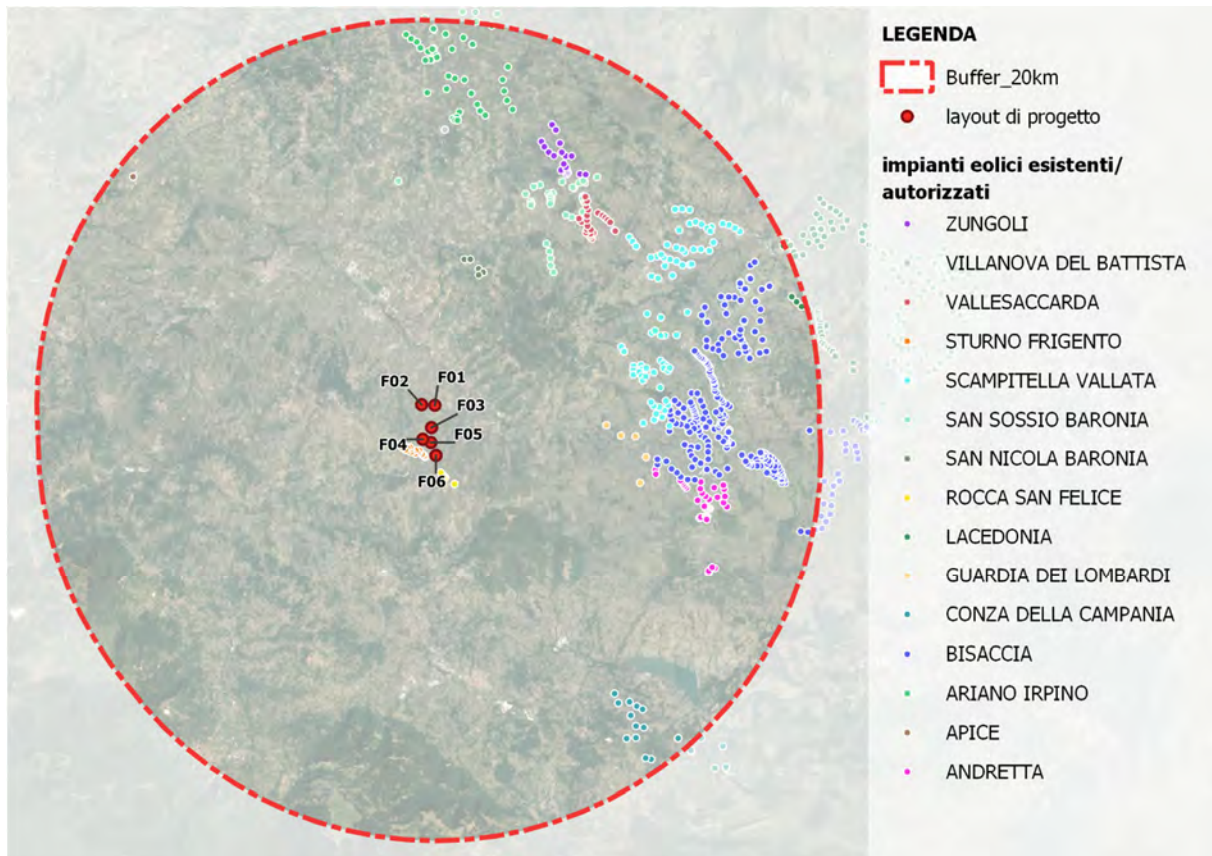 F02
F01
F03
F04
F05
F06
LEGENDA
Buffer_20km
layout di progetto
impianti eolici esistenti/
autorizzati
ZUNGOLI
VILLANOVA DEL BATTISTA
VALLESACCARDA
STURNO FRIGENTO
SCAMPITELLA VALLATA
SAN SOSSIO BARONIA
SAN NICOLA BARONIA
ROCCA SAN FELICE
LACEDONIA
GUARDIA DEI LOMBARDI
CONZA DELLA CAMPANIA
BISACCIA
ARIANO IRPINO
APICE
ANDRETTA